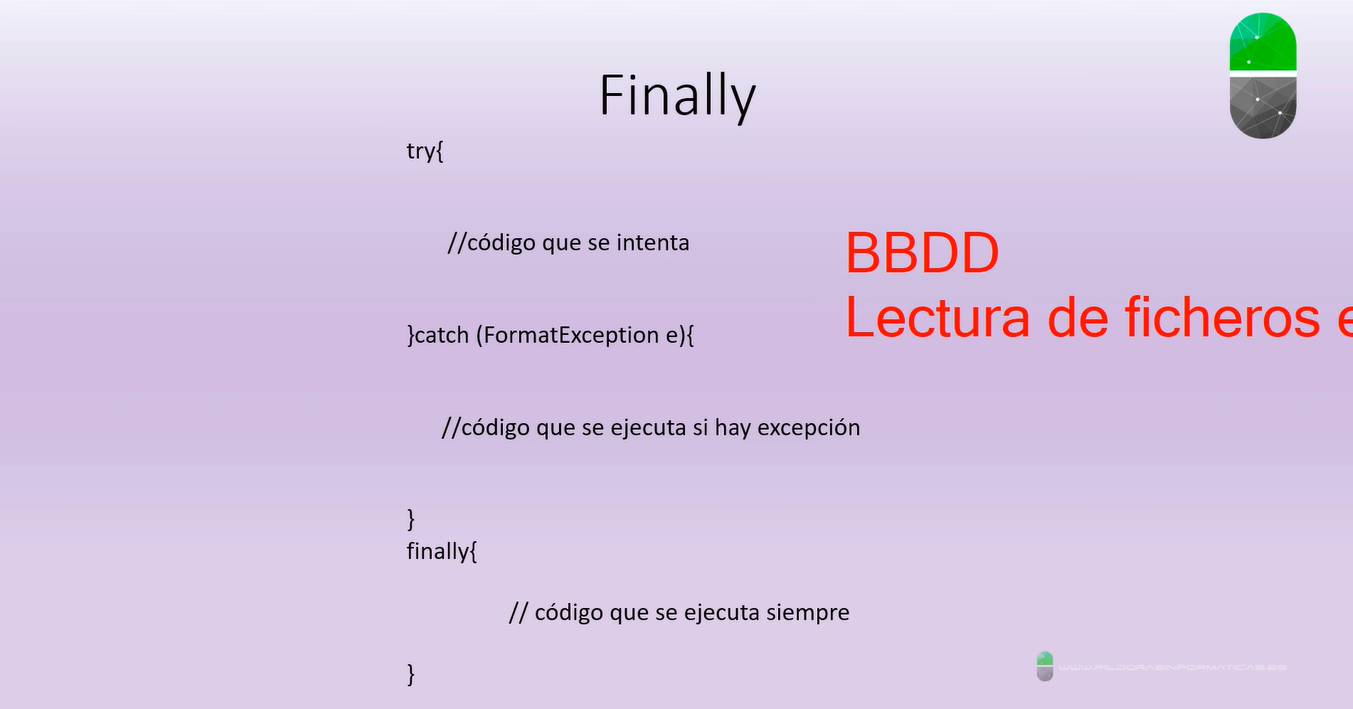 Finally
try{
//código que se intenta
BBDD
Lectura de ficheros e
}catch (FormatException e){
//código que se ejecuta si hay excepción
}
finally{
// código que se ejecuta siempre
}
WWW.PILDORASINFORMATICAS.ES